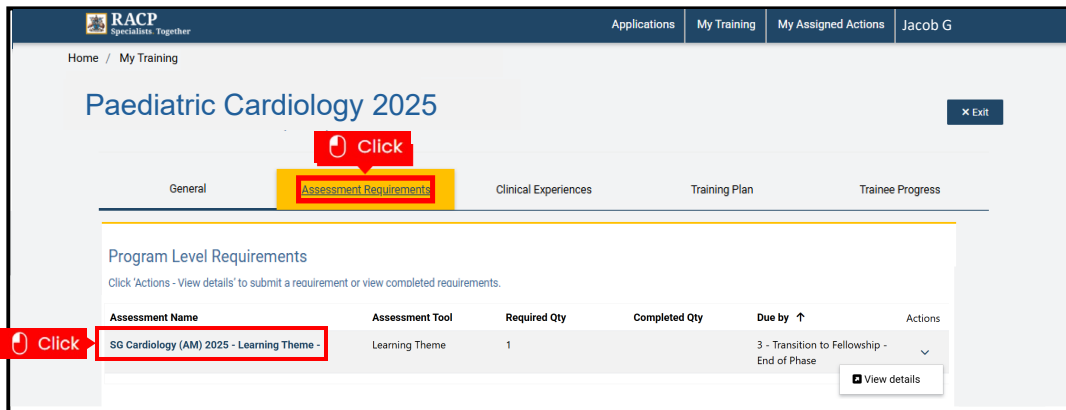 RACP
Specialists. Together
Applications
My Training
My Assigned Actions
Jacob G
Home / My Training
Paediatric Cardiology 2025
× Exit
Click
General
Assessment Requirements
Clinical Experiences
Training Plan
Trainee Progress
Program Level Requirements
Click 'Actions - View details' to submit a requirement or view completed requirements.
Assessment Name
Assessment Tool
Required Qty
Completed Qty
Due by ↑
Actions
Click
SG Cardiology (AM) 2025 - Learning Theme -
Learning Theme
1
3 - Transition to Fellowship -
End of Phase
View details